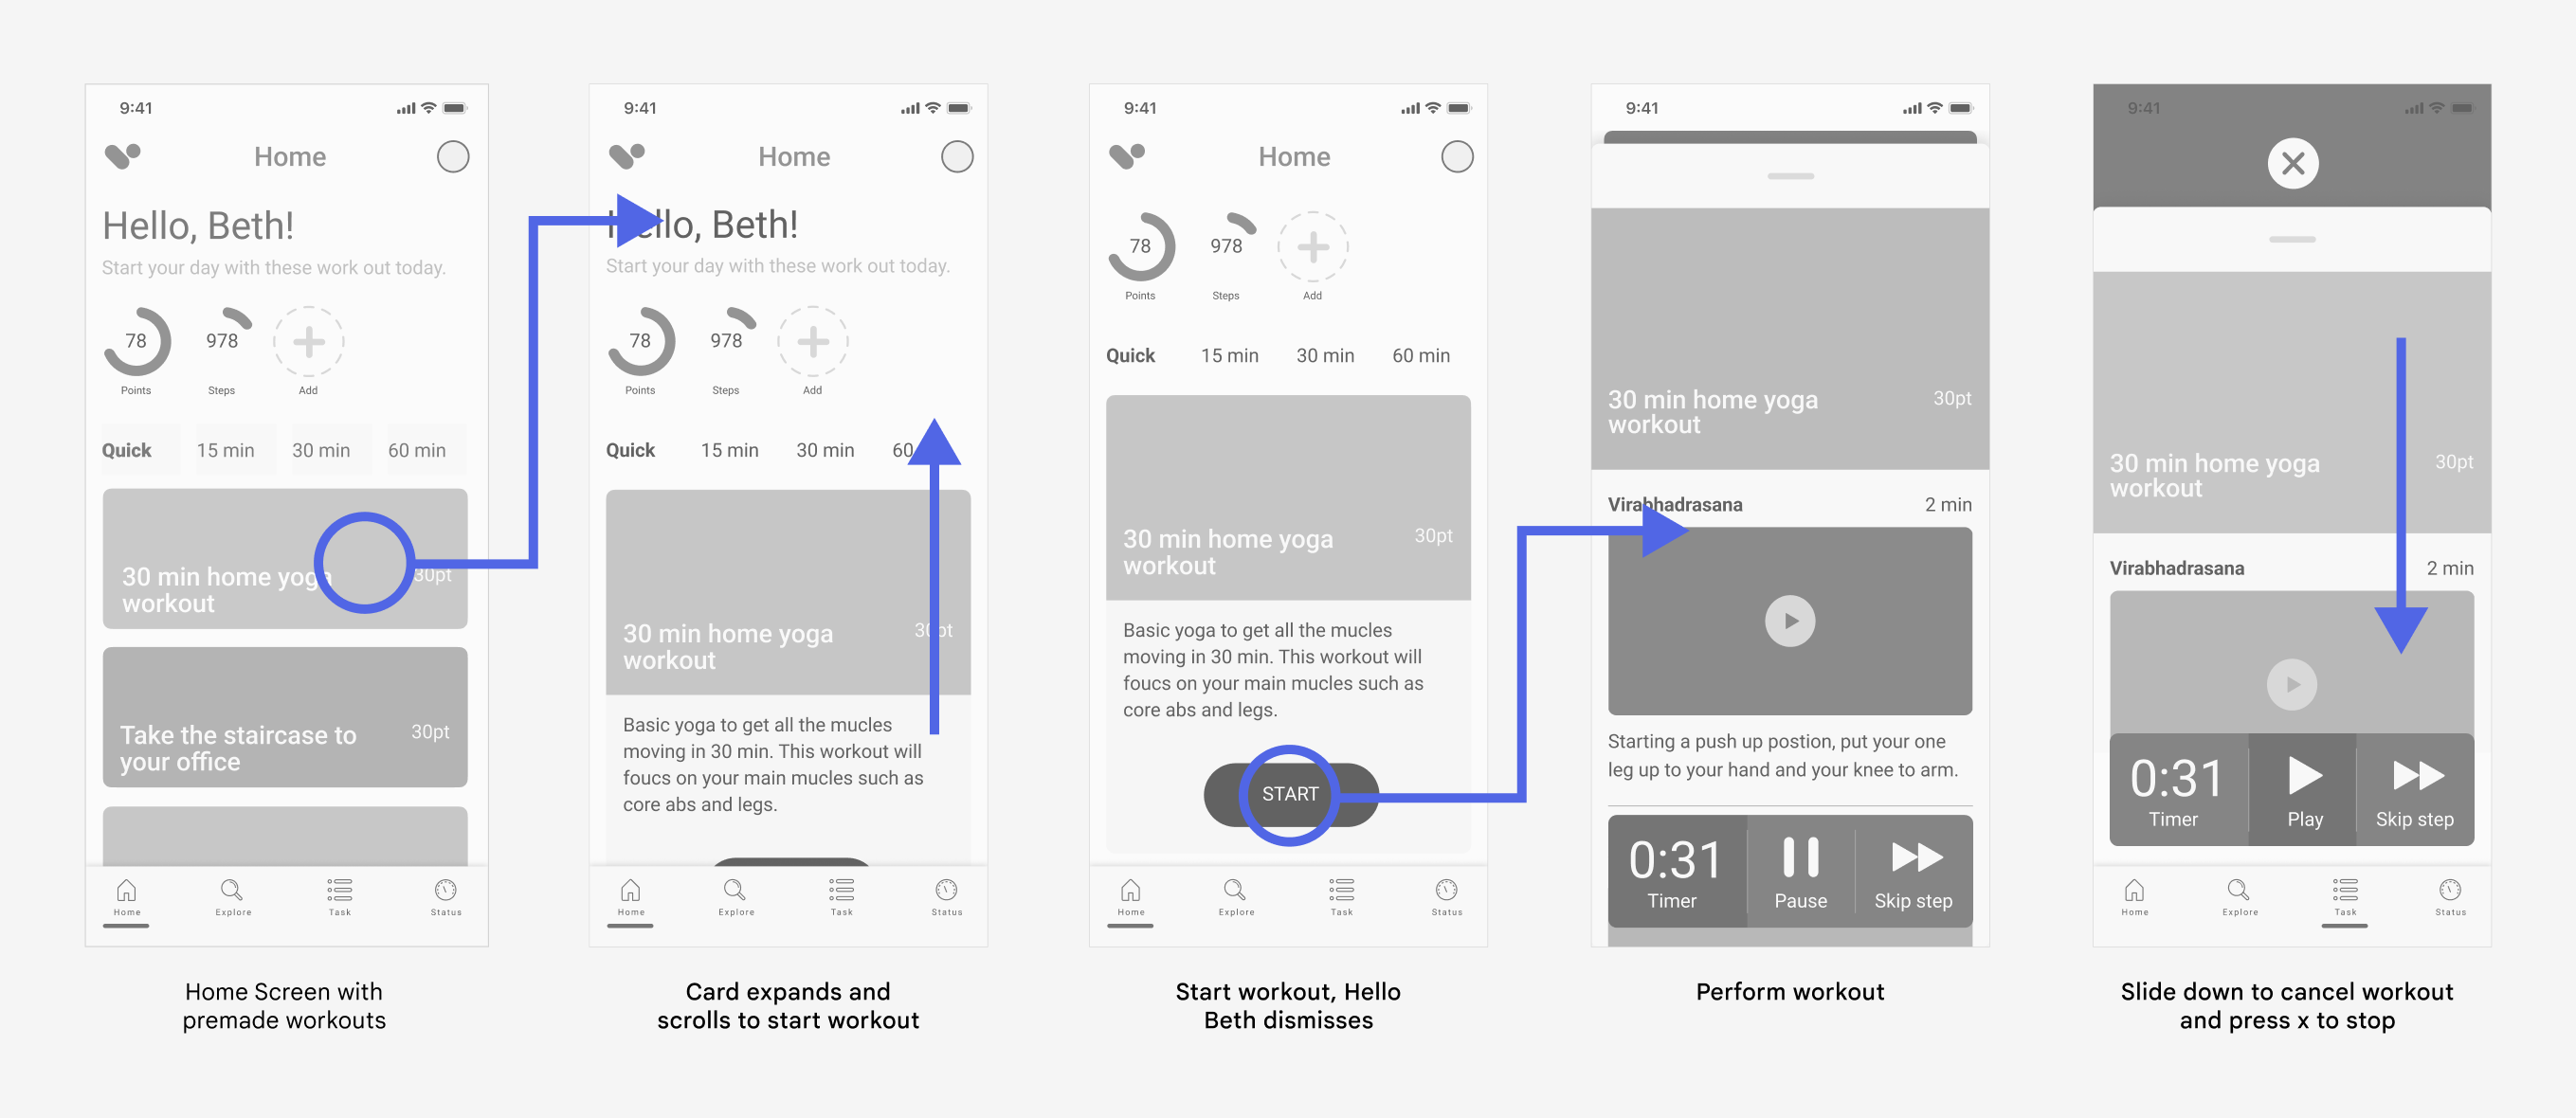 9:41
Home
Hello, Beth!
Start your day with these work out today.
78
978
Points
Steps
Add
Quick
15 min
30 min
60 min
30 min home yoga
30pt
workout
Take the staircase to
30pt
your office
Home
Explore
Task
Status
Home Screen with
premade workouts
9:41
Home
Hello, Beth!
Start your day with these work out today.
78
978
Points
Steps
Add
Quick
15 min
30 min
60
30 min home yoga
30pt
workout
Basic yoga to get all the mucles
moving in 30 min. This workout will
foucs on your main mucles such as
core abs and legs.
Home
Explore
Task
Status
Card expands and
scrolls to start workout
9:41
Home
78
978
Points
Steps
Add
Quick
15 min
30 min
60 min
30 min home yoga
30pt
workout
Basic yoga to get all the mucles
moving in 30 min. This workout will
foucs on your main mucles such as
core abs and legs.
START
Home
Explore
Task
Status
Start workout, Hello
Beth dismisses
9:41
30 min home yoga
30pt
workout
Virabhadrasana
2 min
Starting a push up postion, put your one
leg up to your hand and your knee to arm.
0:31
Timer
Pause
Skip step
Perform workout
9:41
30 min home yoga
30pt
workout
Virabhadrasana
2 min
0:31
Timer
Play
Skip step
Home
Explore
Task
Status
Slide down to cancel workout
and press x to stop